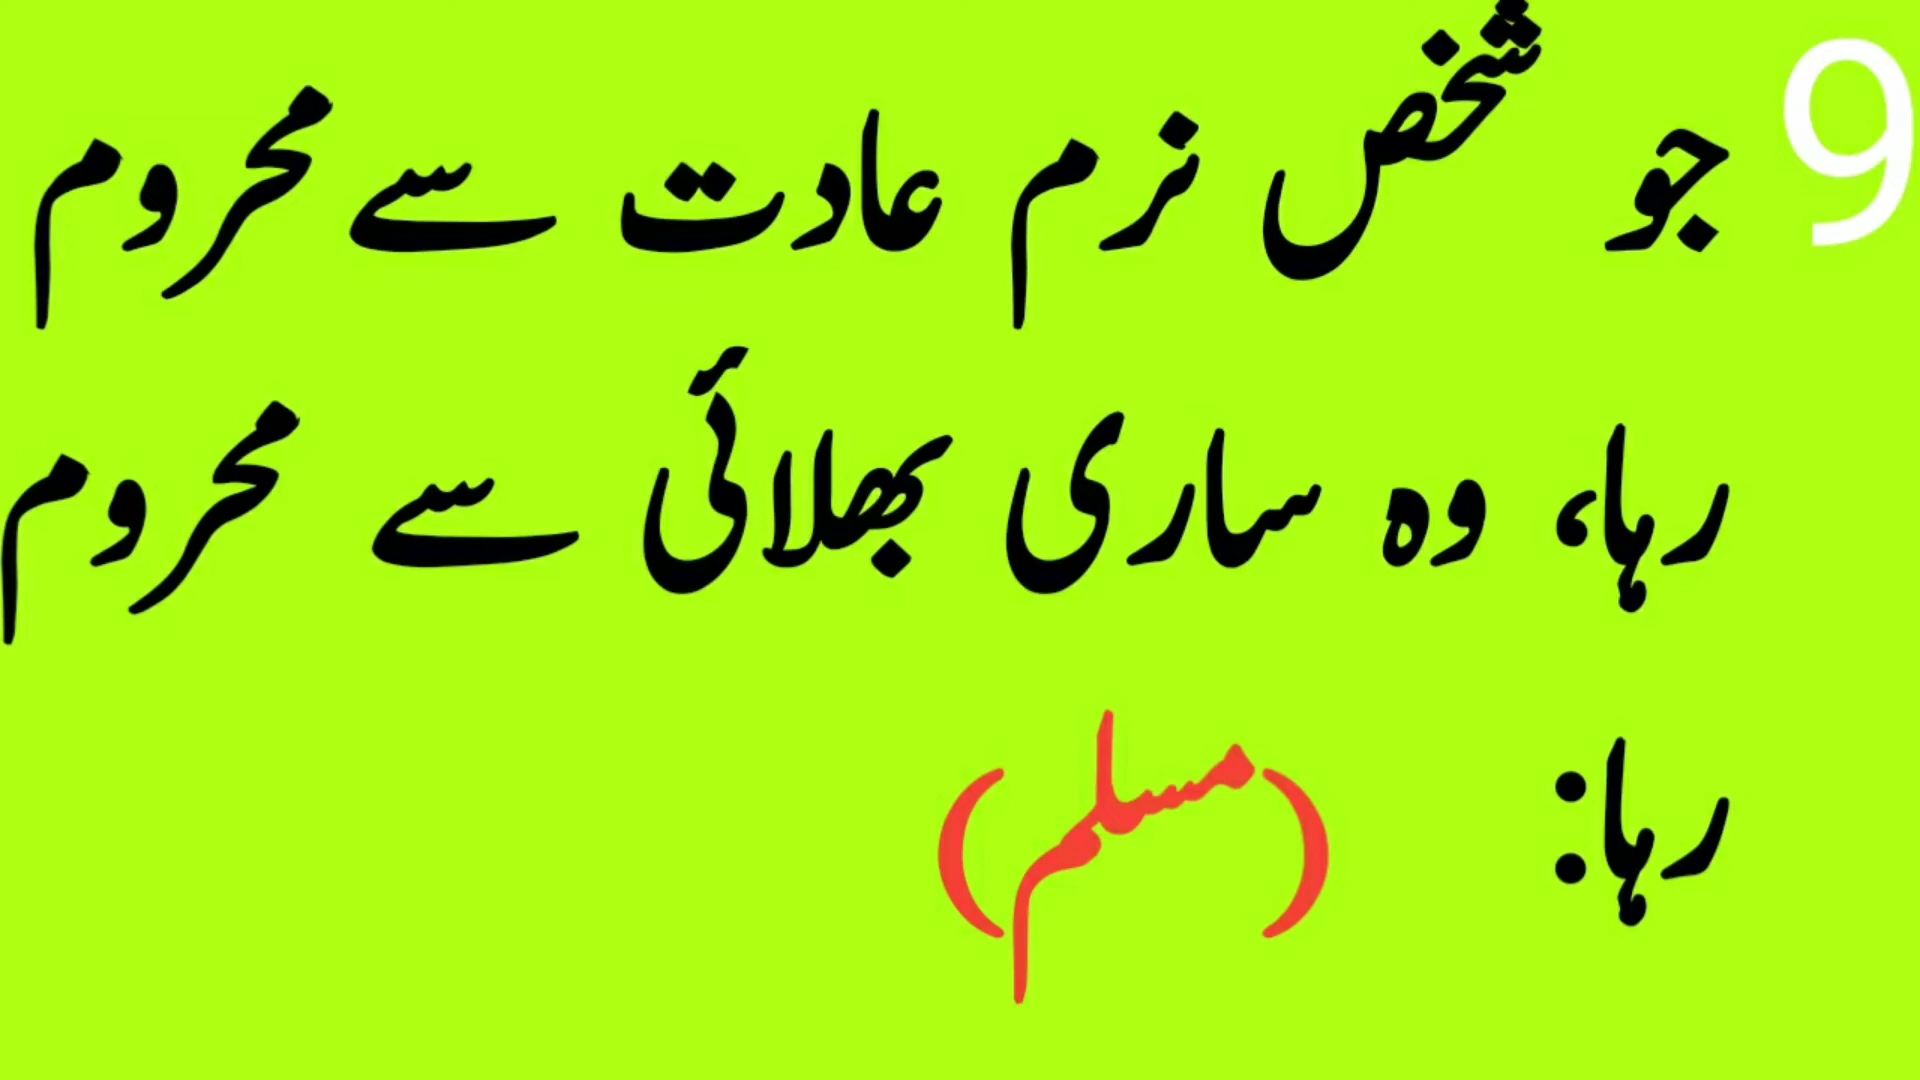 9 جو شخص نرم عادت سے محروم
رہا، وہ ساری بھلائی سے محروم
رہا: (مسلم)